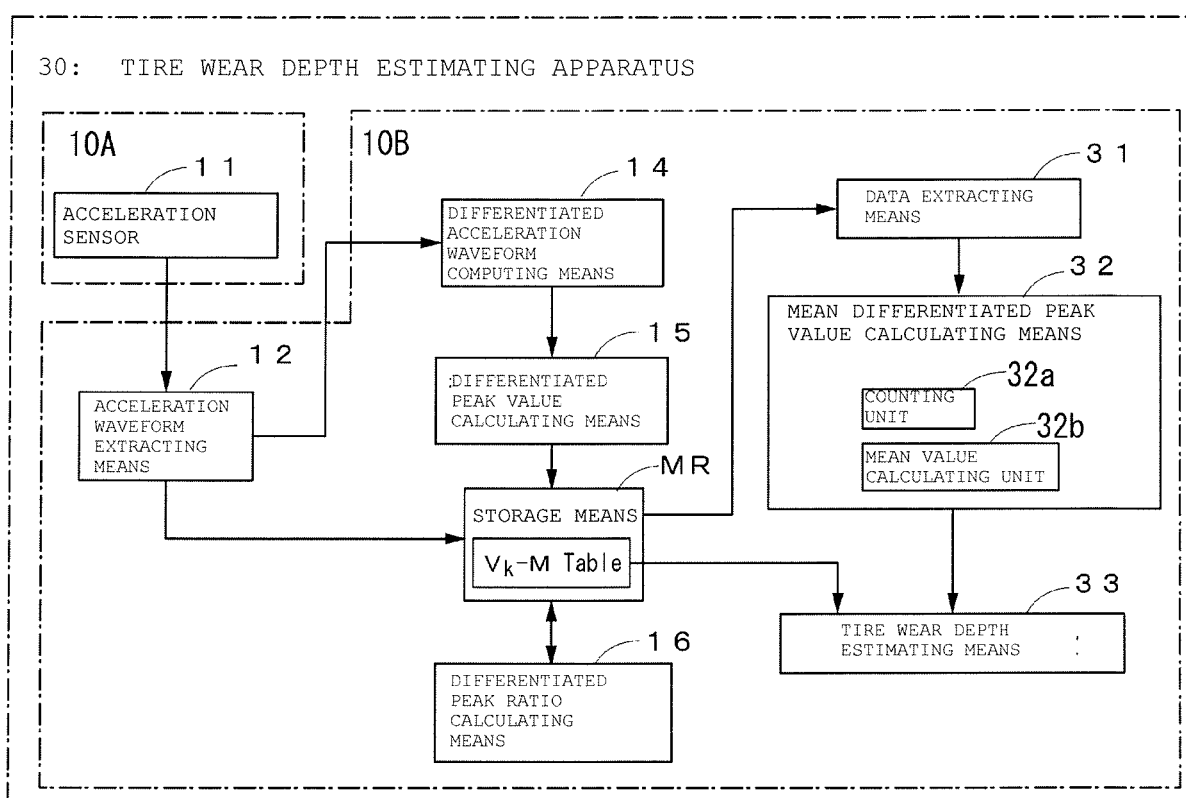 30: TIRE WEAR DEPTH ESTIMATING APPARATUS
10A
11
ACCELERATION
SENSOR
10B
12
ACCELERATION
WAVEFORM
EXTRACTING
MEANS
14
DIFFERENTIATED
ACCELERATION
WAVEFORM
COMPUTING MEANS
15
DIFFERENTIATED
PEAK VALUE
CALCULATING MEANS
MR
STORAGE MEANS
Vk-M Table
16
DIFFERENTIATED
PEAK RATIO
CALCULATING
MEANS
31
DATA EXTRACTING
MEANS
32
MEAN DIFFERENTIATED PEAK
VALUE CALCULATING MEANS
32a
COUNTING
UNIT
32b
MEAN VALUE
CALCULATING UNIT
33
TIRE WEAR DEPTH
ESTIMATING MEANS